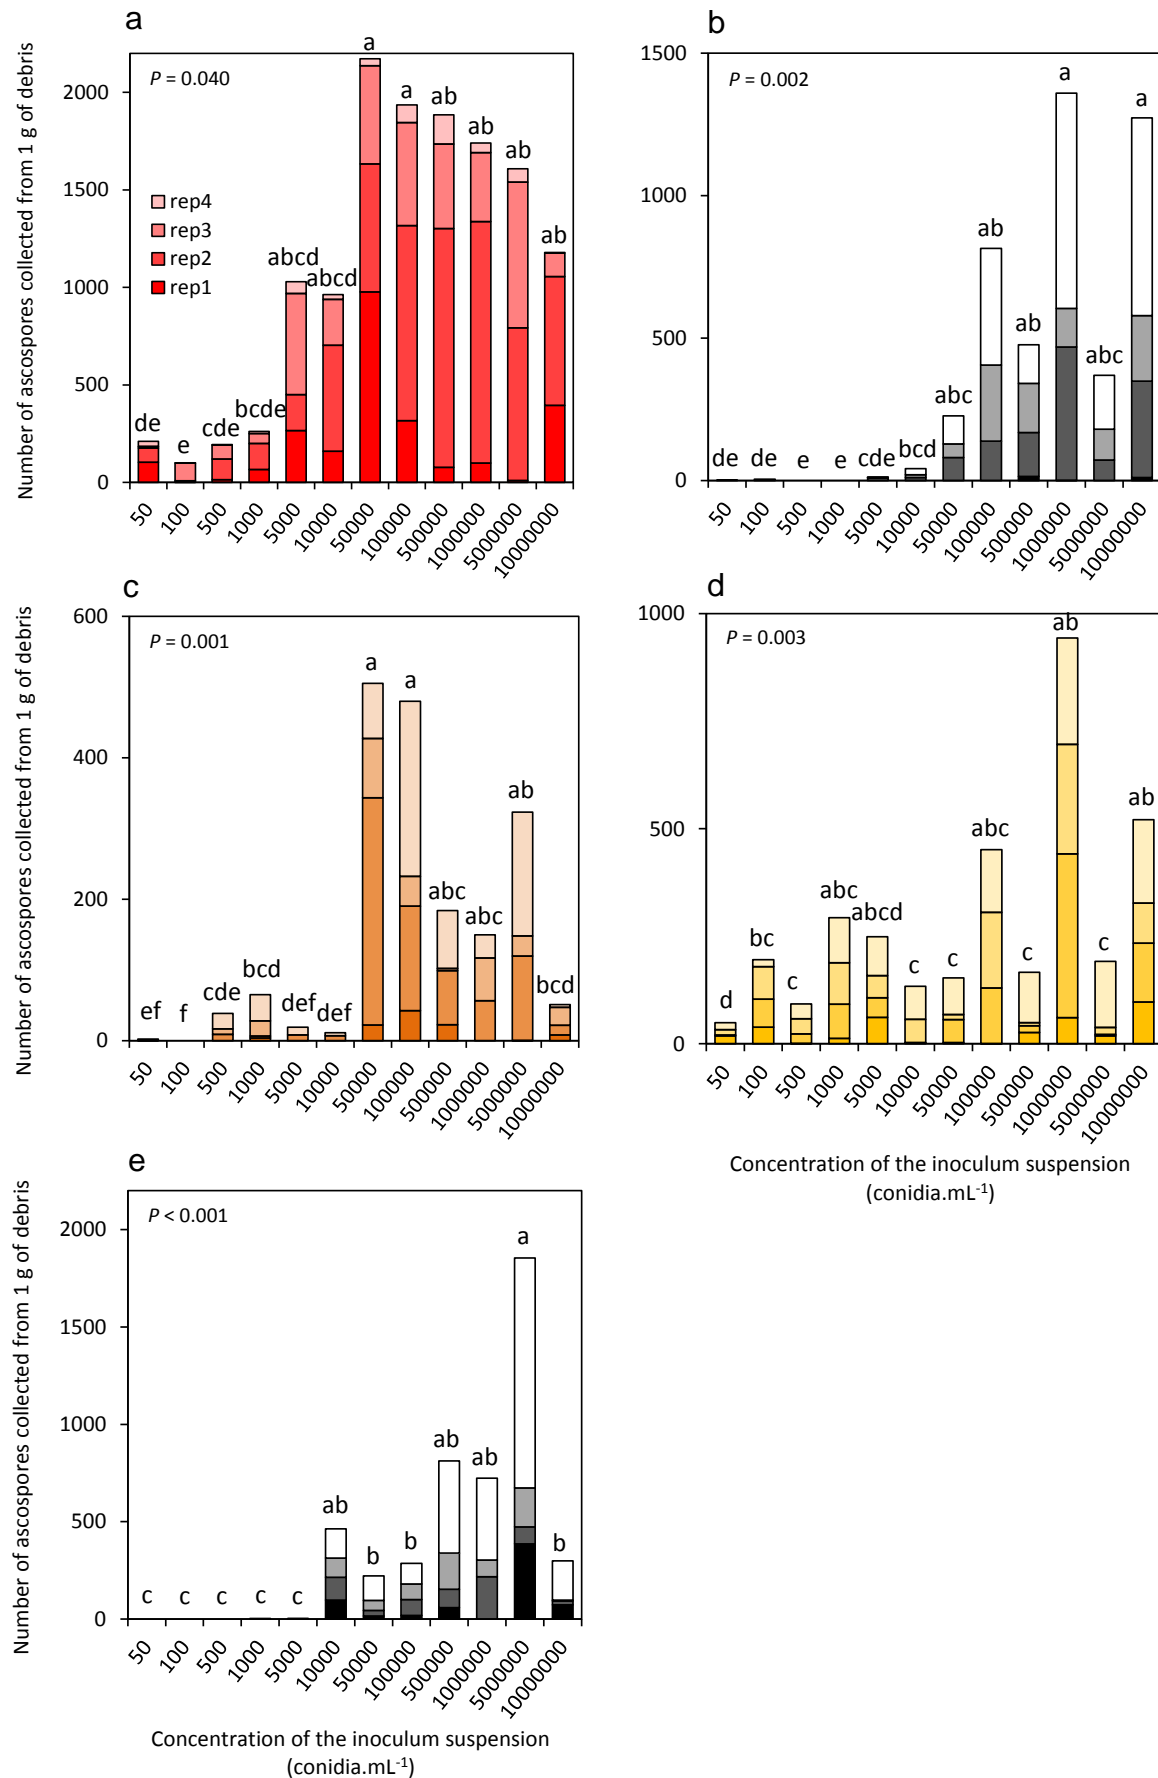 a
Number of ascospores collected from 1 g of debris
P = 0.040
2000
1500
1000
500
0
rep4
rep3
rep2
rep1
de
e
cde
bcde
abcd
abcd
a
a
ab
ab
ab
ab
50
100
500
1000
5000
10000
50000
100000
500000
1000000
5000000
10000000
b
P = 0.002
1500
1000
500
0
de
de
e
e
cde
bcd
abc
ab
ab
a
abc
a
50
100
500
1000
5000
10000
50000
100000
500000
1000000
5000000
10000000
c
Number of ascospores collected from 1 g of debris
P = 0.001
600
400
200
0
ef
f
cde
bcd
def
def
a
a
abc
abc
ab
bcd
50
100
500
1000
5000
10000
50000
100000
500000
1000000
5000000
10000000
d
P = 0.003
1000
500
0
d
bc
c
abc
abcd
c
c
abc
c
ab
c
ab
50
100
500
1000
5000
10000
50000
100000
500000
1000000
5000000
10000000
Concentration of the inoculum suspension
(conidia.mL⁻¹)
e
Number of ascospores collected from 1 g of debris
P < 0.001
2000
1500
1000
500
0
c
c
c
c
c
ab
b
b
ab
ab
a
b
50
100
500
1000
5000
10000
50000
100000
500000
1000000
5000000
10000000
Concentration of the inoculum suspension
(conidia.mL⁻¹)